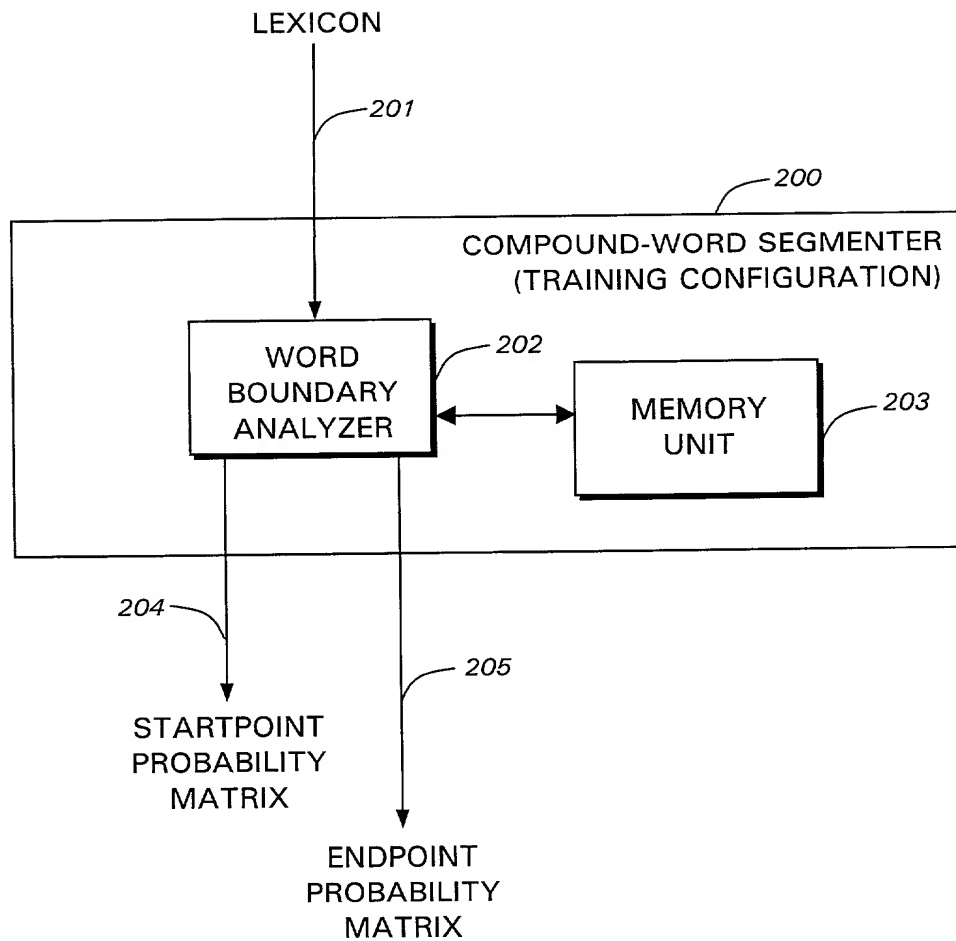 LEXICON
201
200
COMPOUND-WORD SEGMENTER
(TRAINING CONFIGURATION)
WORD
BOUNDARY
ANALYZER
202
MEMORY
UNIT
203
204
205
STARTPOINT
PROBABILITY
MATRIX
ENDPOINT
PROBABILITY
MATRIX